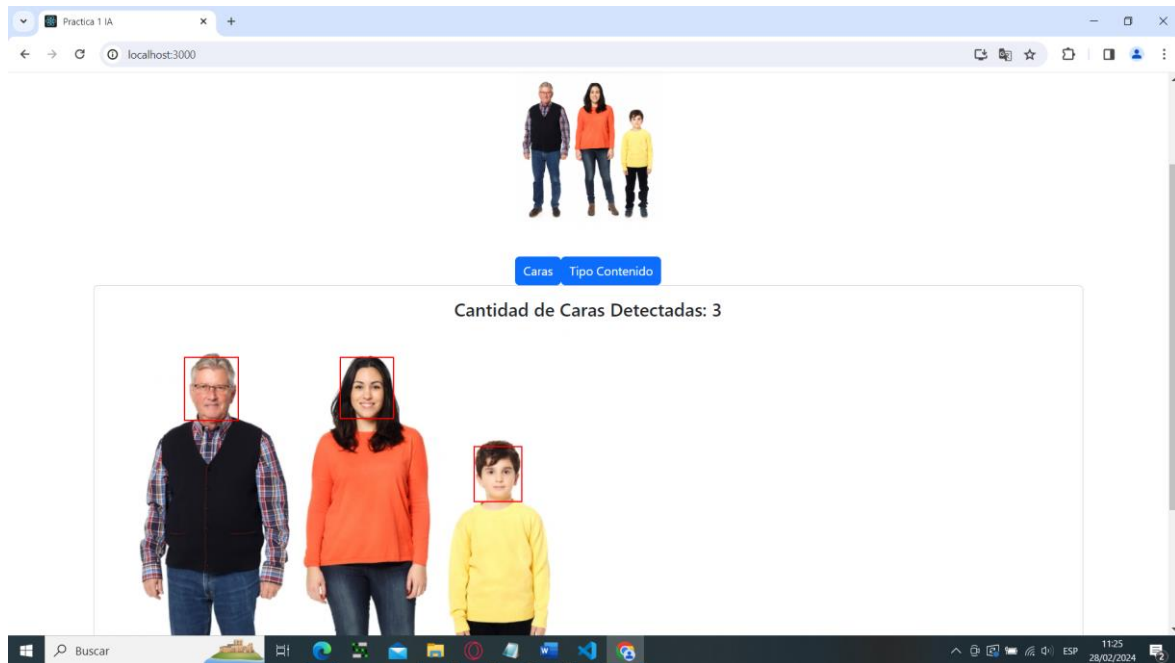 Practica 1 IA
localhost:3000
Caras Tipo Contenido
Cantidad de Caras Detectadas: 3
Buscar
ESP
11:25
28/02/2024